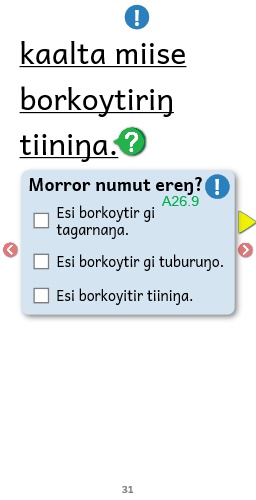 kaalta miise
borkoytiriŋ
tiiniŋa.
Morror numut ereŋ?
A26.9
Esi borkoytir gi
tagarnaŋa.
Esi borkoytir gi tuburuŋo.
Esi borkoyitir tiiniŋa.
31